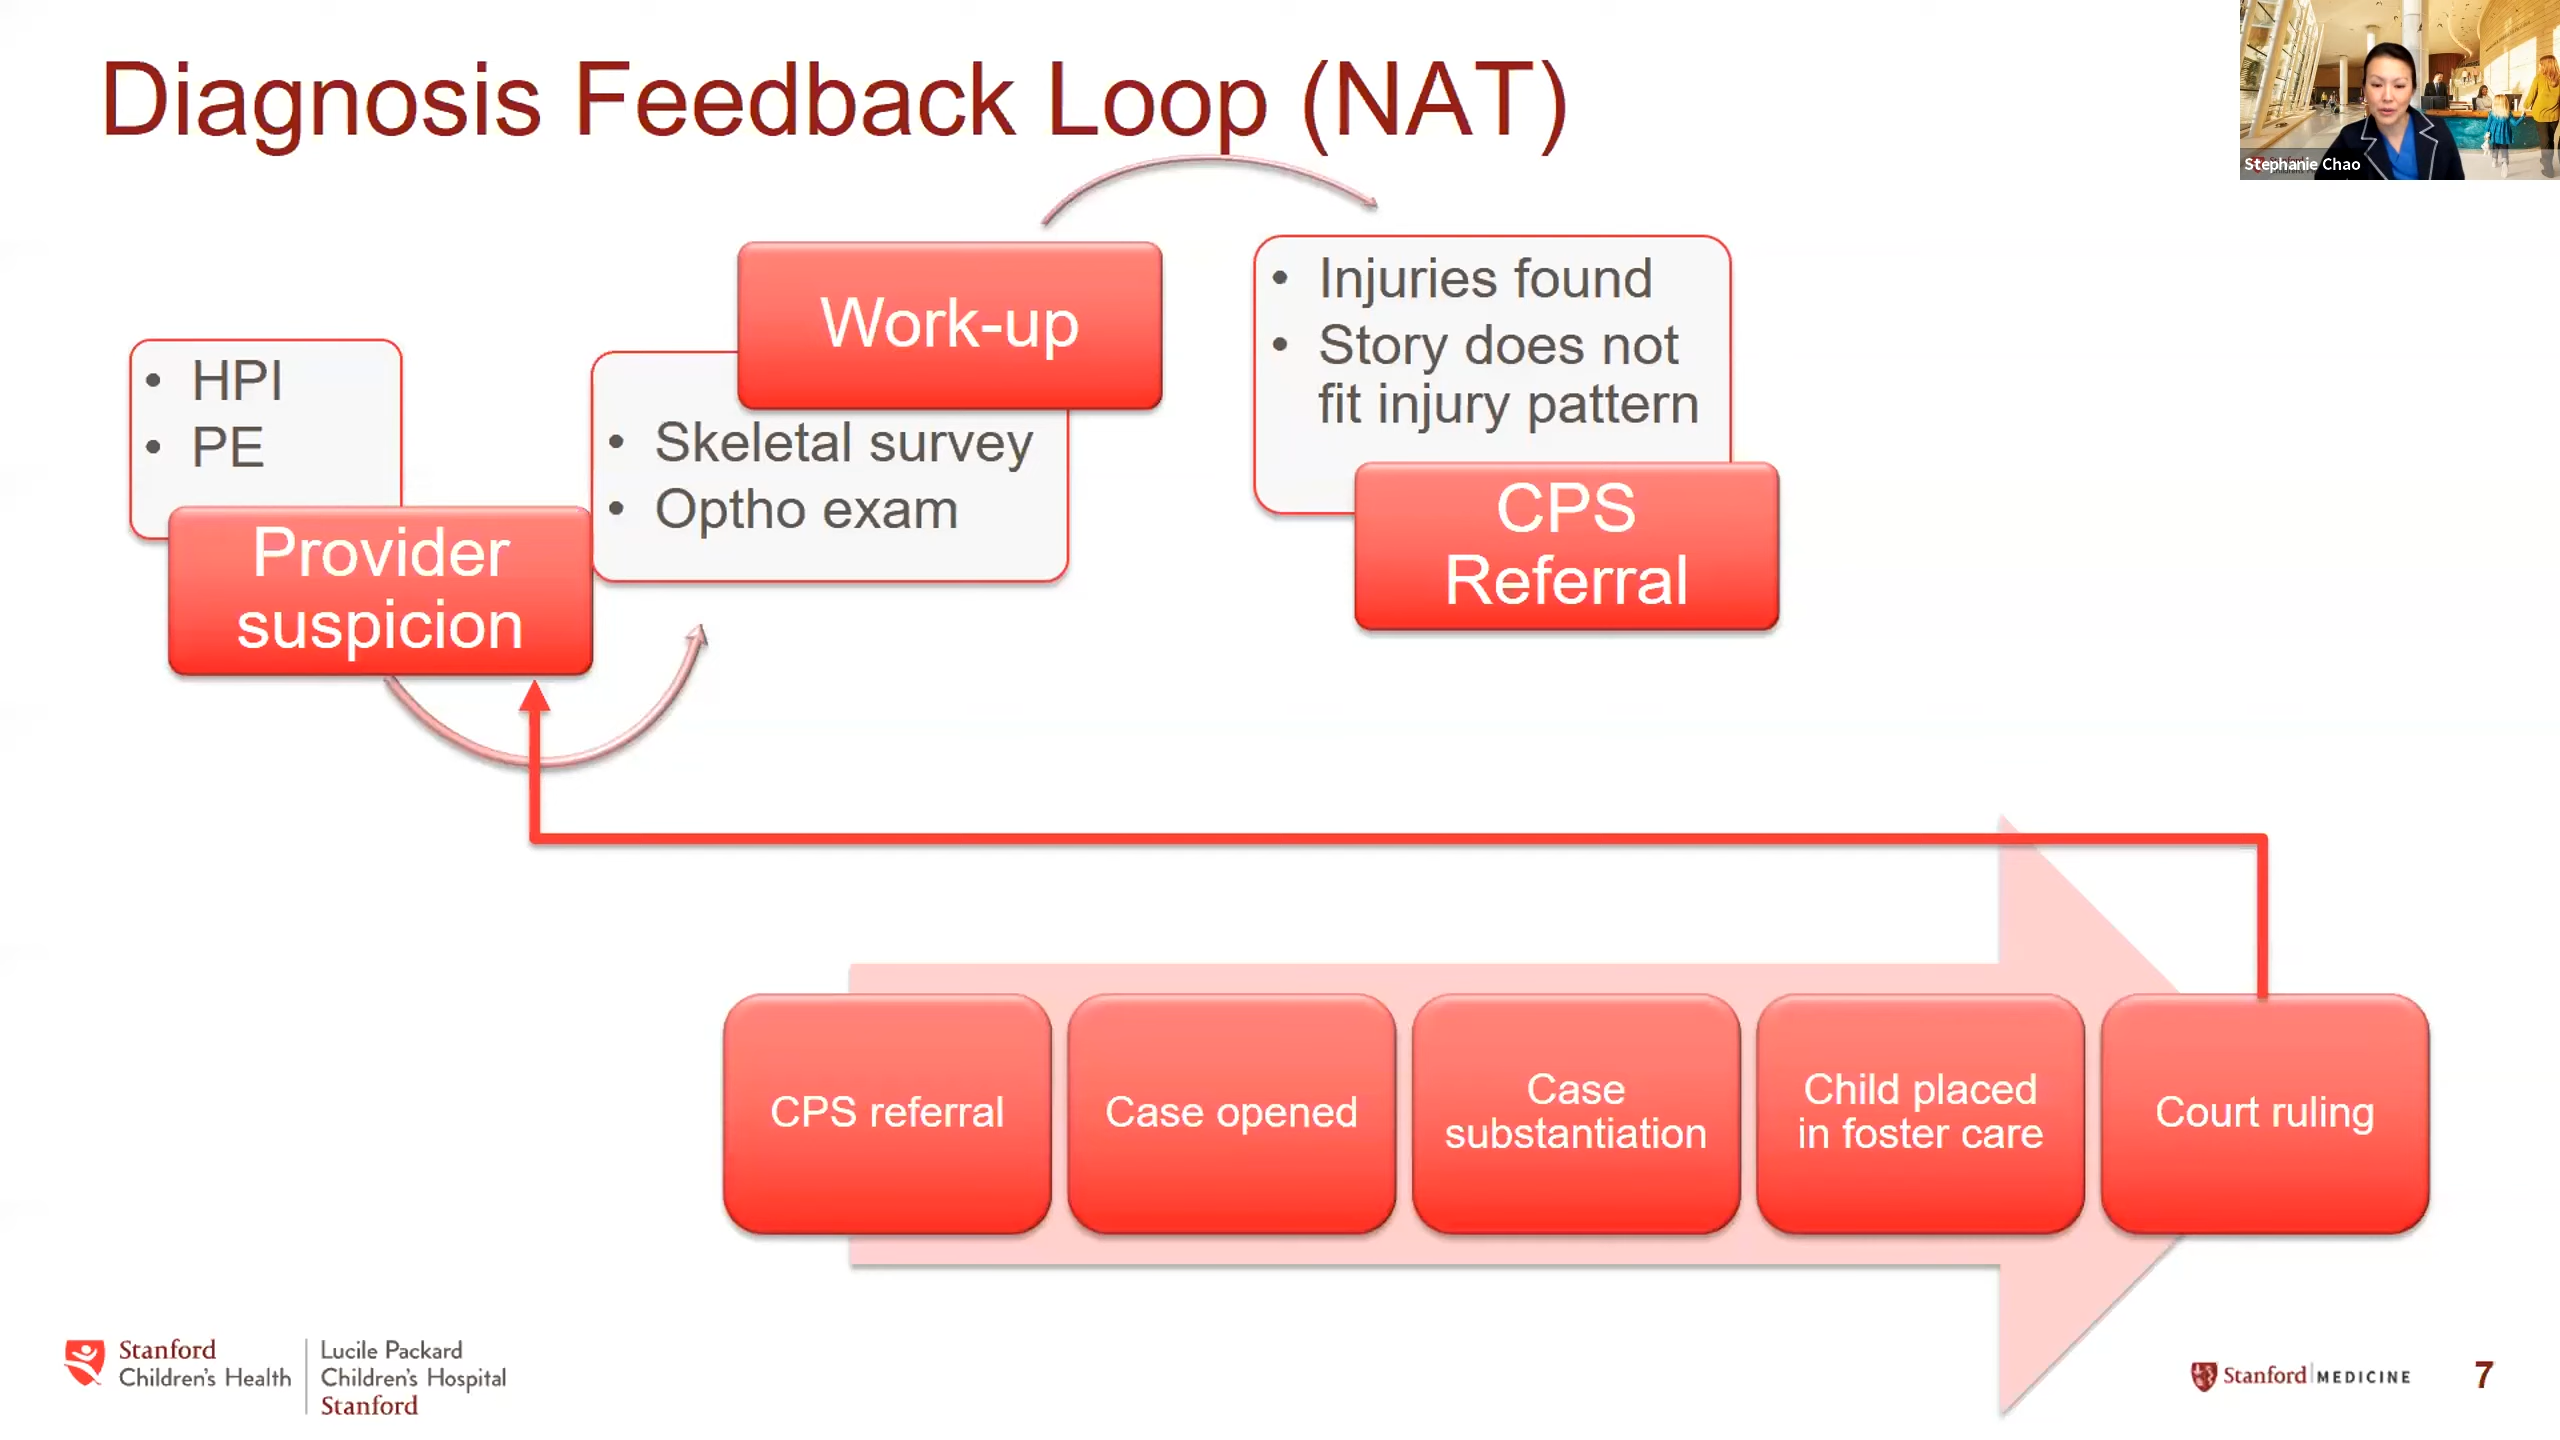 Diagnosis Feedback Loop (NAT)
Stephanie Chao
• HPI
• PE
Provider
suspicion
Work-up
• Skeletal survey
• Optho exam
• Injuries found
• Story does not
fit injury pattern
CPS
Referral
CPS referral
Case opened
Case
substantiation
Child placed
in foster care
Court ruling
Stanford
Children's Health
Lucile Packard
Children's Hospital
Stanford
Stanford MEDICINE
7